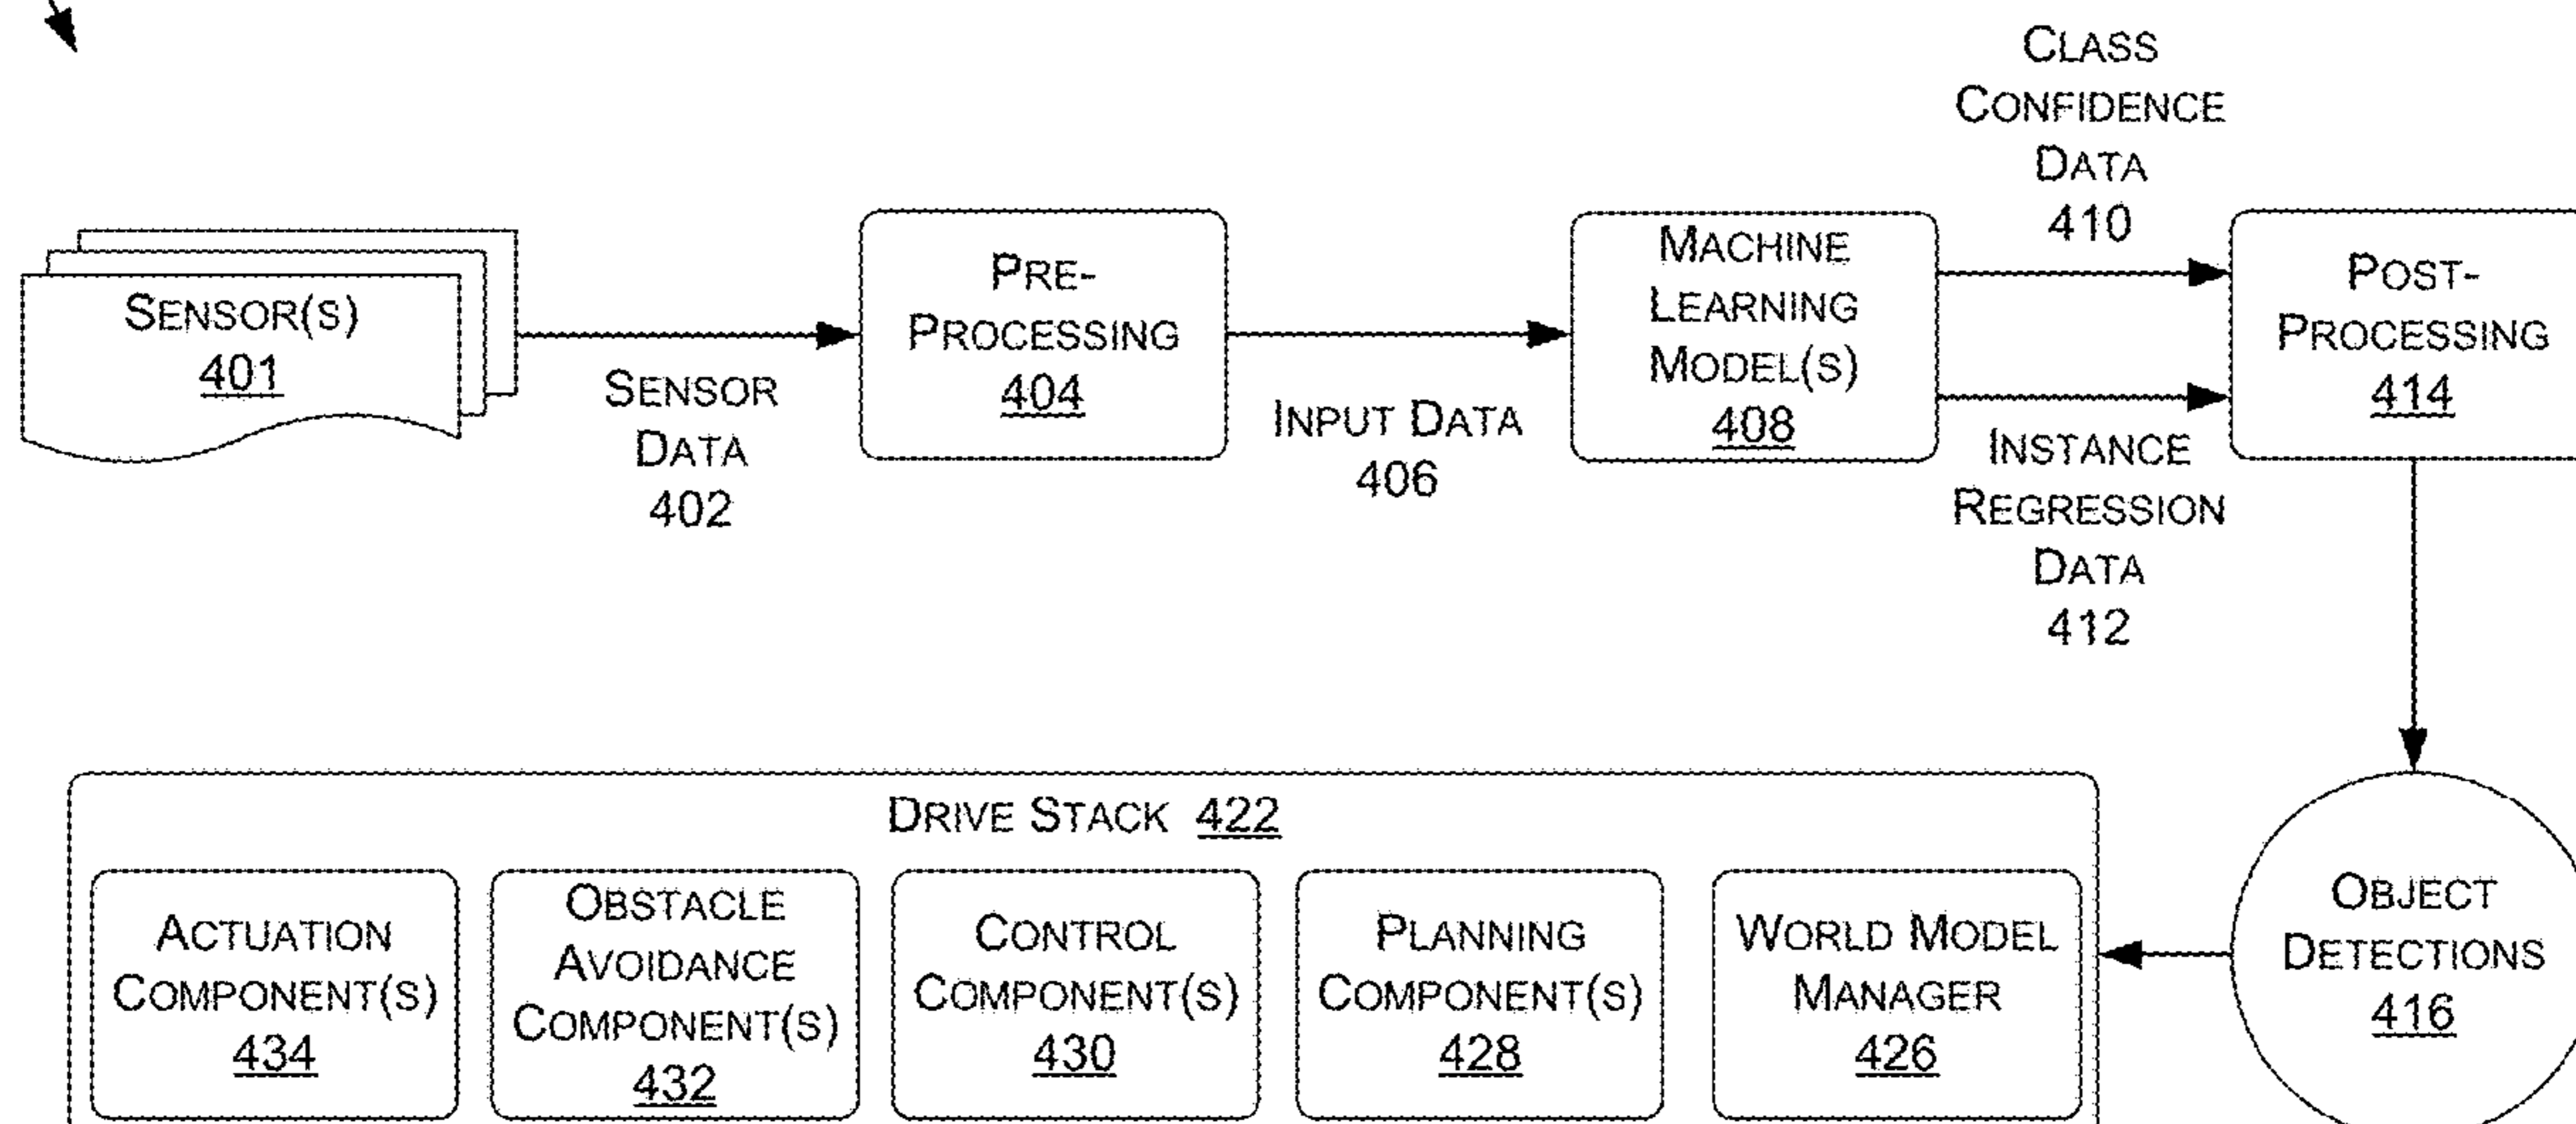 CLASS
CONFIDENCE
DATA
410
SENSOR(S)
401
SENSOR
DATA
402
PRE-
PROCESSING
404
INPUT DATA
406
MACHINE
LEARNING
MODEL(S)
408
INSTANCE
REGRESSION
DATA
412
POST-
PROCESSING
414
DRIVE STACK 422
ACTUATION
COMPONENT(S)
434
OBSTACLE
AVOIDANCE
COMPONENT(S)
432
CONTROL
COMPONENT(S)
430
PLANNING
COMPONENT(S)
428
WORLD MODEL
MANAGER
426
OBJECT
DETECTIONS
416